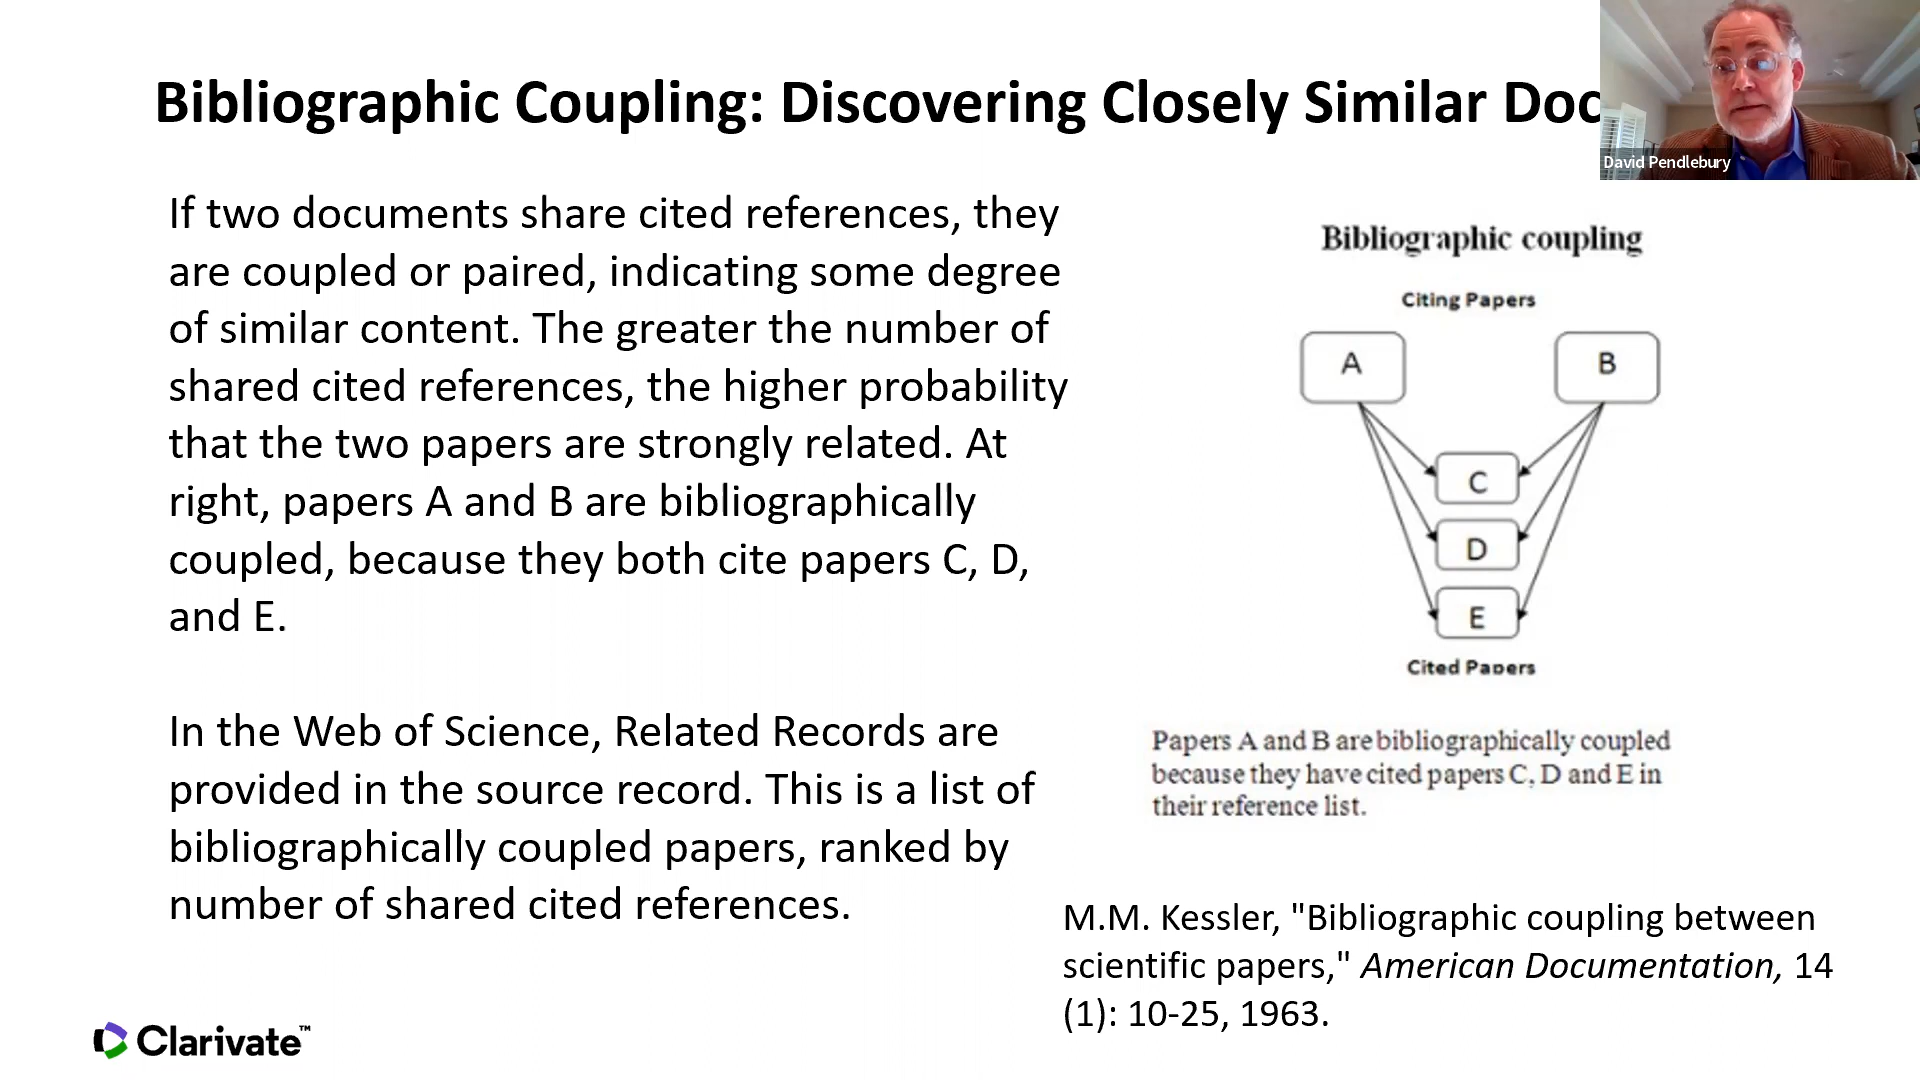 Bibliographic Coupling: Discovering Closely Similar
David Pendlebury
If two documents share cited references, they
are coupled or paired, indicating some degree
of similar content. The greater the number of
shared cited references, the higher probability
that the two papers are strongly related. At
right, papers A and B are bibliographically
coupled, because they both cite papers C, D,
and E.
In the Web of Science, Related Records are
provided in the source record. This is a list of
bibliographically coupled papers, ranked by
number of shared cited references.
Bibliographic coupling
Citing Papers
A
B
C
D
E
Cited Papers
Papers A and B are bibliographically coupled
because they have cited papers C, D and E in
their reference list.
M.M. Kessler, "Bibliographic coupling between
scientific papers," American Documentation, 14
(1): 10-25, 1963.
Clarivate™